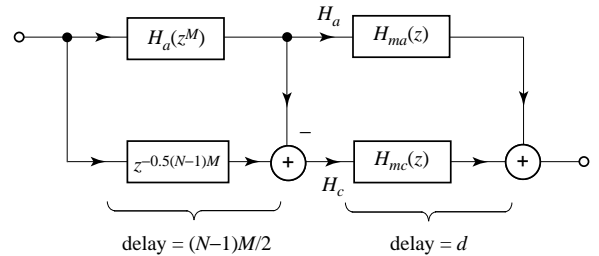 H_a
H_a(z^M)
H_ma(z)
−
z^−0.5(N−1)M
+
H_mc(z)
+
H_c
delay = (N−1)M/2
delay = d